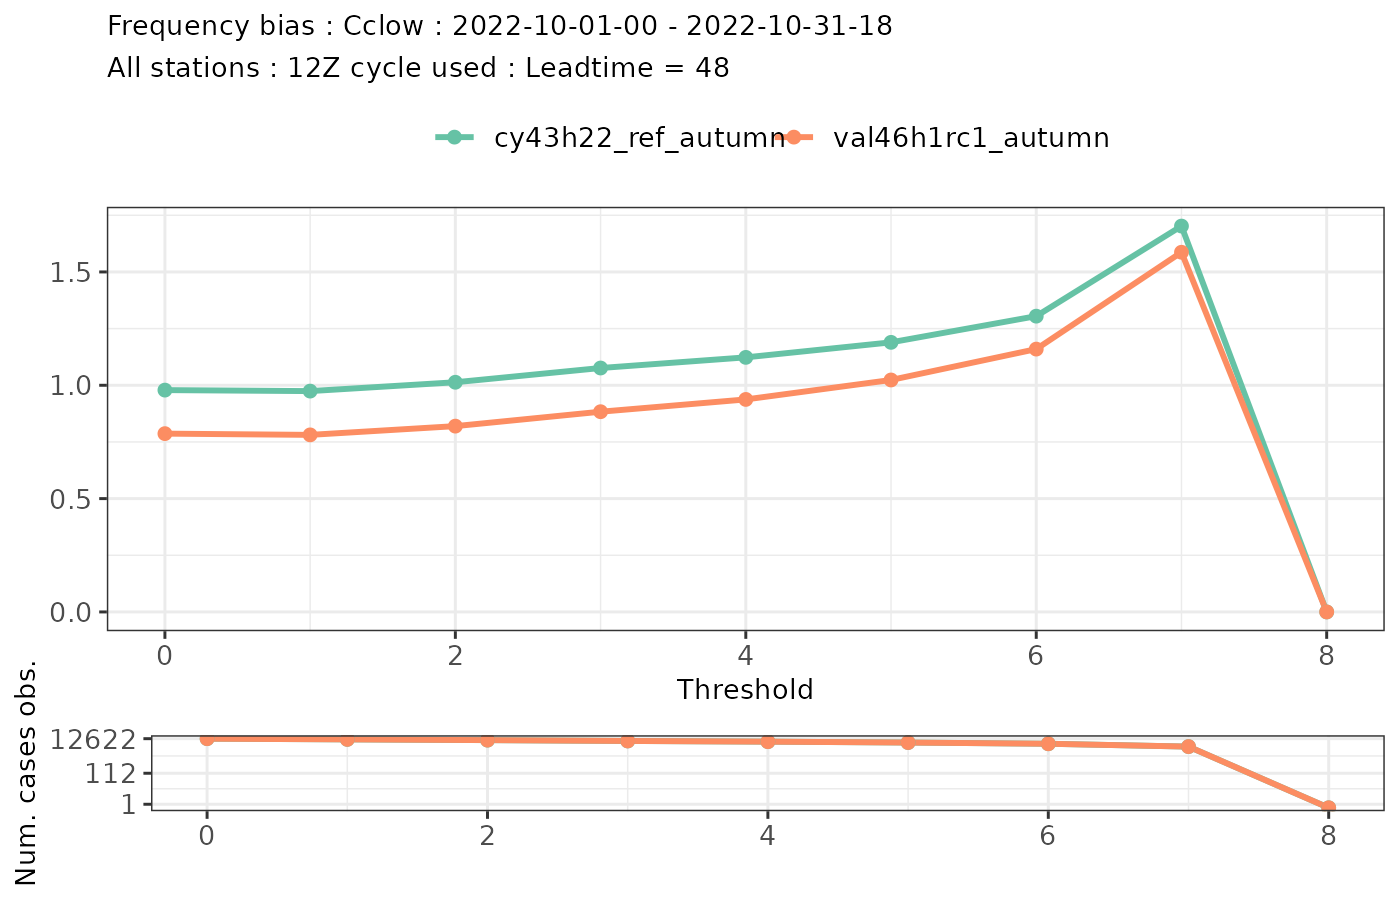 Frequency bias : Cclow : 2022-10-01-00 - 2022-10-31-18
All stations : 12Z cycle used : Leadtime = 48
cy43h22_ref_autumn val46h1rc1_autumn
1.5
1.0
0.5
0.0
0 2 4 6 8
Threshold
Num. cases obs.
12622
112
1
0 2 4 6 8